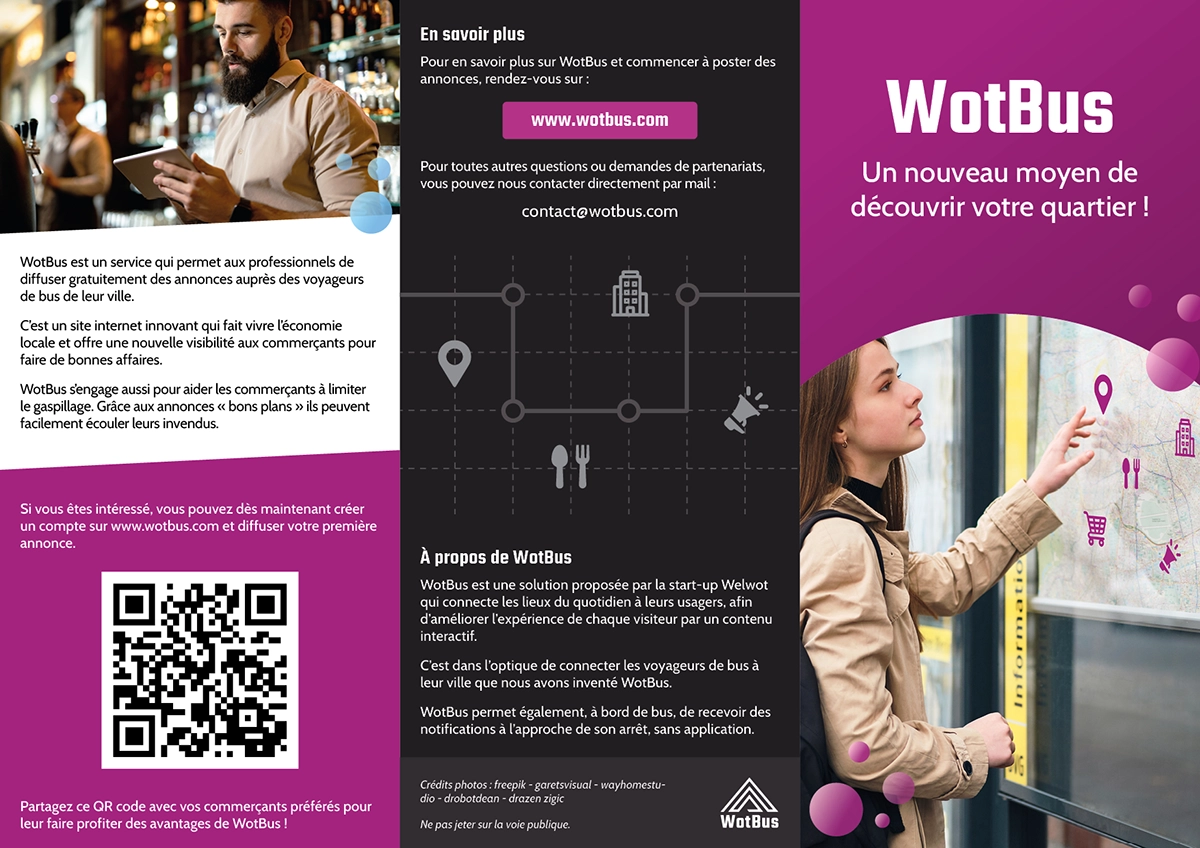 WotBus est un service qui permet aux professionnels de
diffuser gratuitement des annonces auprès des voyageurs
de bus de leur ville.
C'est un site internet innovant qui fait vivre l'économie
locale et offre une nouvelle visibilité aux commerçants pour
faire de bonnes affaires.
WotBus s'engage aussi pour aider les commerçants à limiter
le gaspillage. Grâce aux annonces « bons plans » ils peuvent
facilement écouler leurs invendus.
Si vous êtes intéressé, vous pouvez dès maintenant créer
un compte sur www.wotbus.com et diffuser votre première
annonce.
Partagez ce QR code avec vos commerçants préférés pour
leur faire profiter des avantages de WotBus !
En savoir plus
Pour en savoir plus sur WotBus et commencer à poster des
annonces, rendez-vous sur :
www.wotbus.com
Pour toutes autres questions ou demandes de partenariats,
vous pouvez nous contacter directement par mail :
contact@wotbus.com
À propos de WotBus
WotBus est une solution proposée par la start-up Welwot
qui connecte les lieux du quotidien à leurs usagers, afin
d'améliorer l'expérience de chaque visiteur par un contenu
interactif.
C'est dans l'optique de connecter les voyageurs de bus à
leur ville que nous avons inventé WotBus.
WotBus permet également, à bord de bus, de recevoir des
notifications à l'approche de son arrêt, sans application.
Crédits photos : freepik - garetsvisual - wayhomestu-
dio - drobotdean - drazen zigic
Ne pas jeter sur la voie publique.
WotBus
WotBus
Un nouveau moyen de
découvrir votre quartier !
Informatio